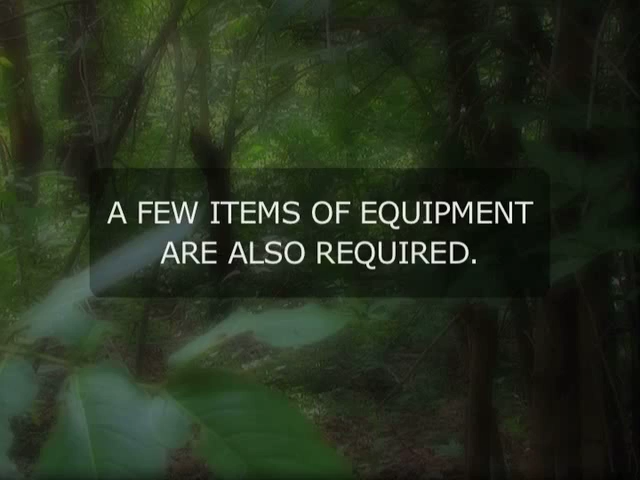 A FEW ITEMS OF EQUIPMENT
ARE ALSO REQUIRED.